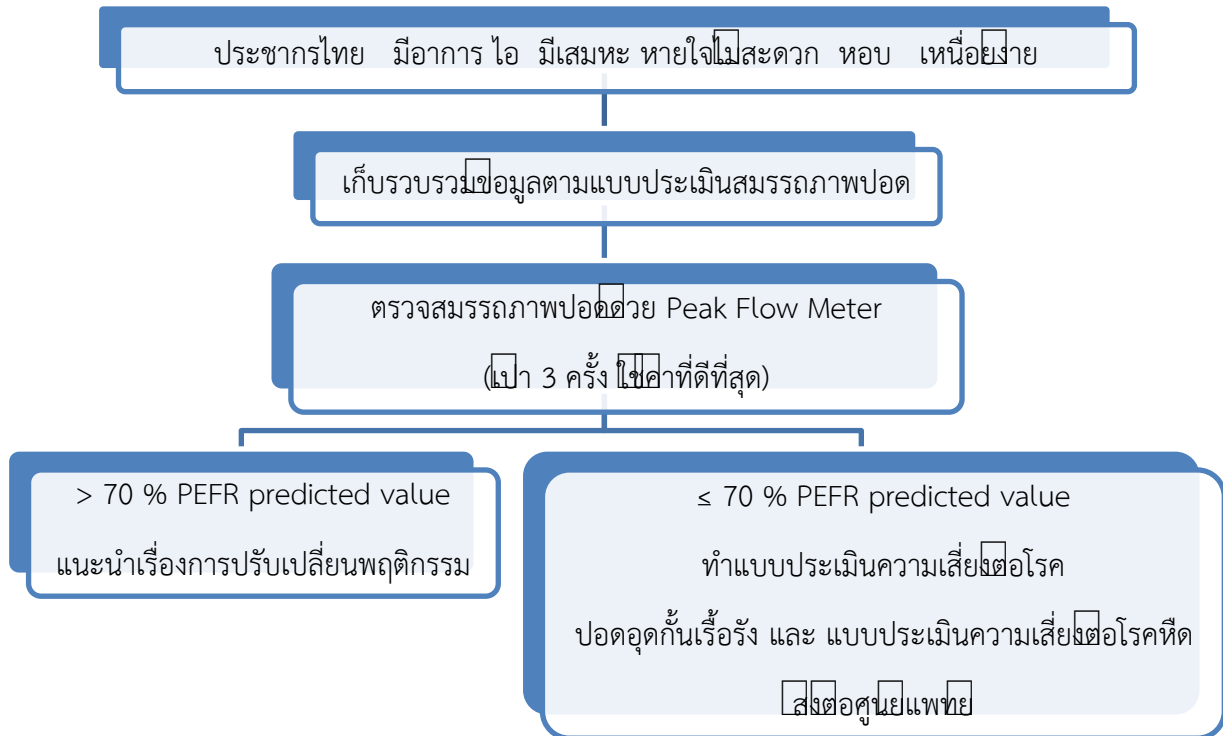 ประชากรไทย มีอาการ ไอ มีเสมหะ หายใจไม่สะดวก หอบ เหนื่อยง่าย
เก็บรวบรวมข้อมูลตามแบบประเมินสมรรถภาพปอด
ตรวจสมรรถภาพปอดด้วย Peak Flow Meter
(เป่า 3 ครั้ง ใช้ค่าที่ดีที่สุด)
> 70 % PEFR predicted value
แนะนำเรื่องการปรับเปลี่ยนพฤติกรรม
≤ 70 % PEFR predicted value
ทำแบบประเมินความเสี่ยงต่อโรค
ปอดอุดกั้นเรื้อรัง และ แบบประเมินความเสี่ยงต่อโรคหืด
ส่งต่อศูนย์แพทย์